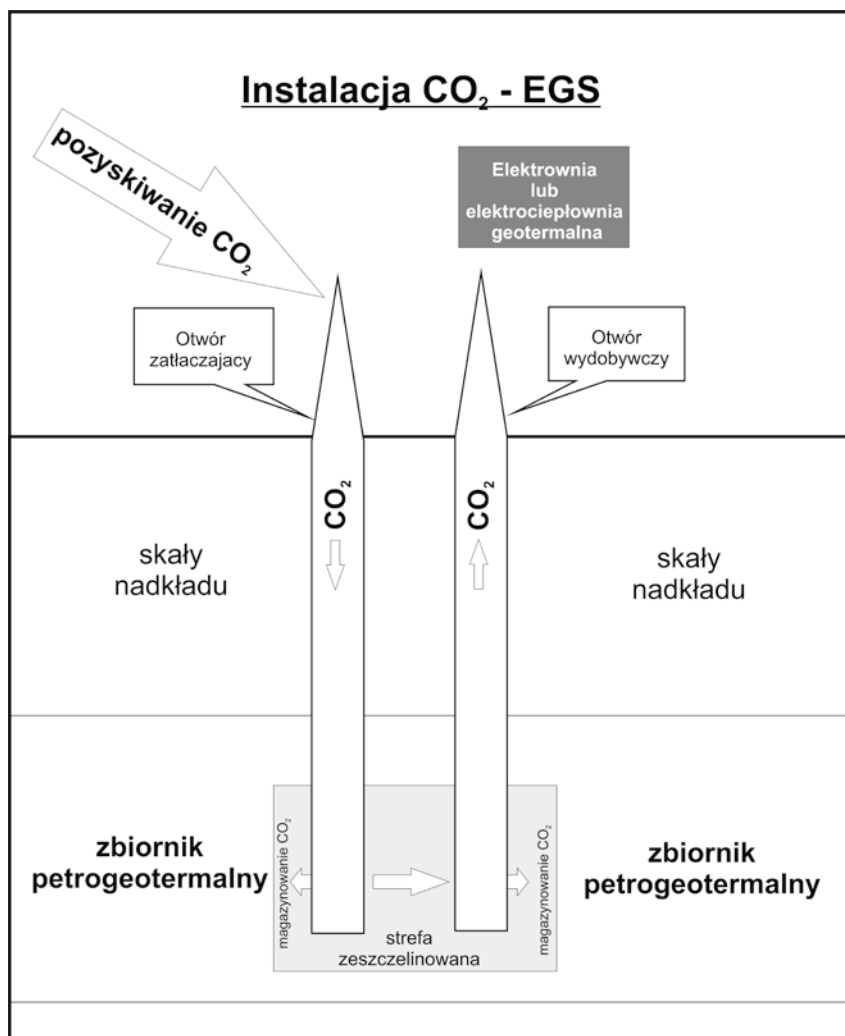 Instalacja CO₂ - EGS
pozyskiwanie CO₂
Elektrownia
lub
elektrociepłownia
geotermalna
Otwór
zatłaczajacy
Otwór
wydobywczy
CO₂
CO₂
skały
nadkładu
skały
nadkładu
zbiornik
petrogeotermalny
magazynowanie CO₂
magazynowanie CO₂
zbiornik
petrogeotermalny
strefa
zeszczelinowana